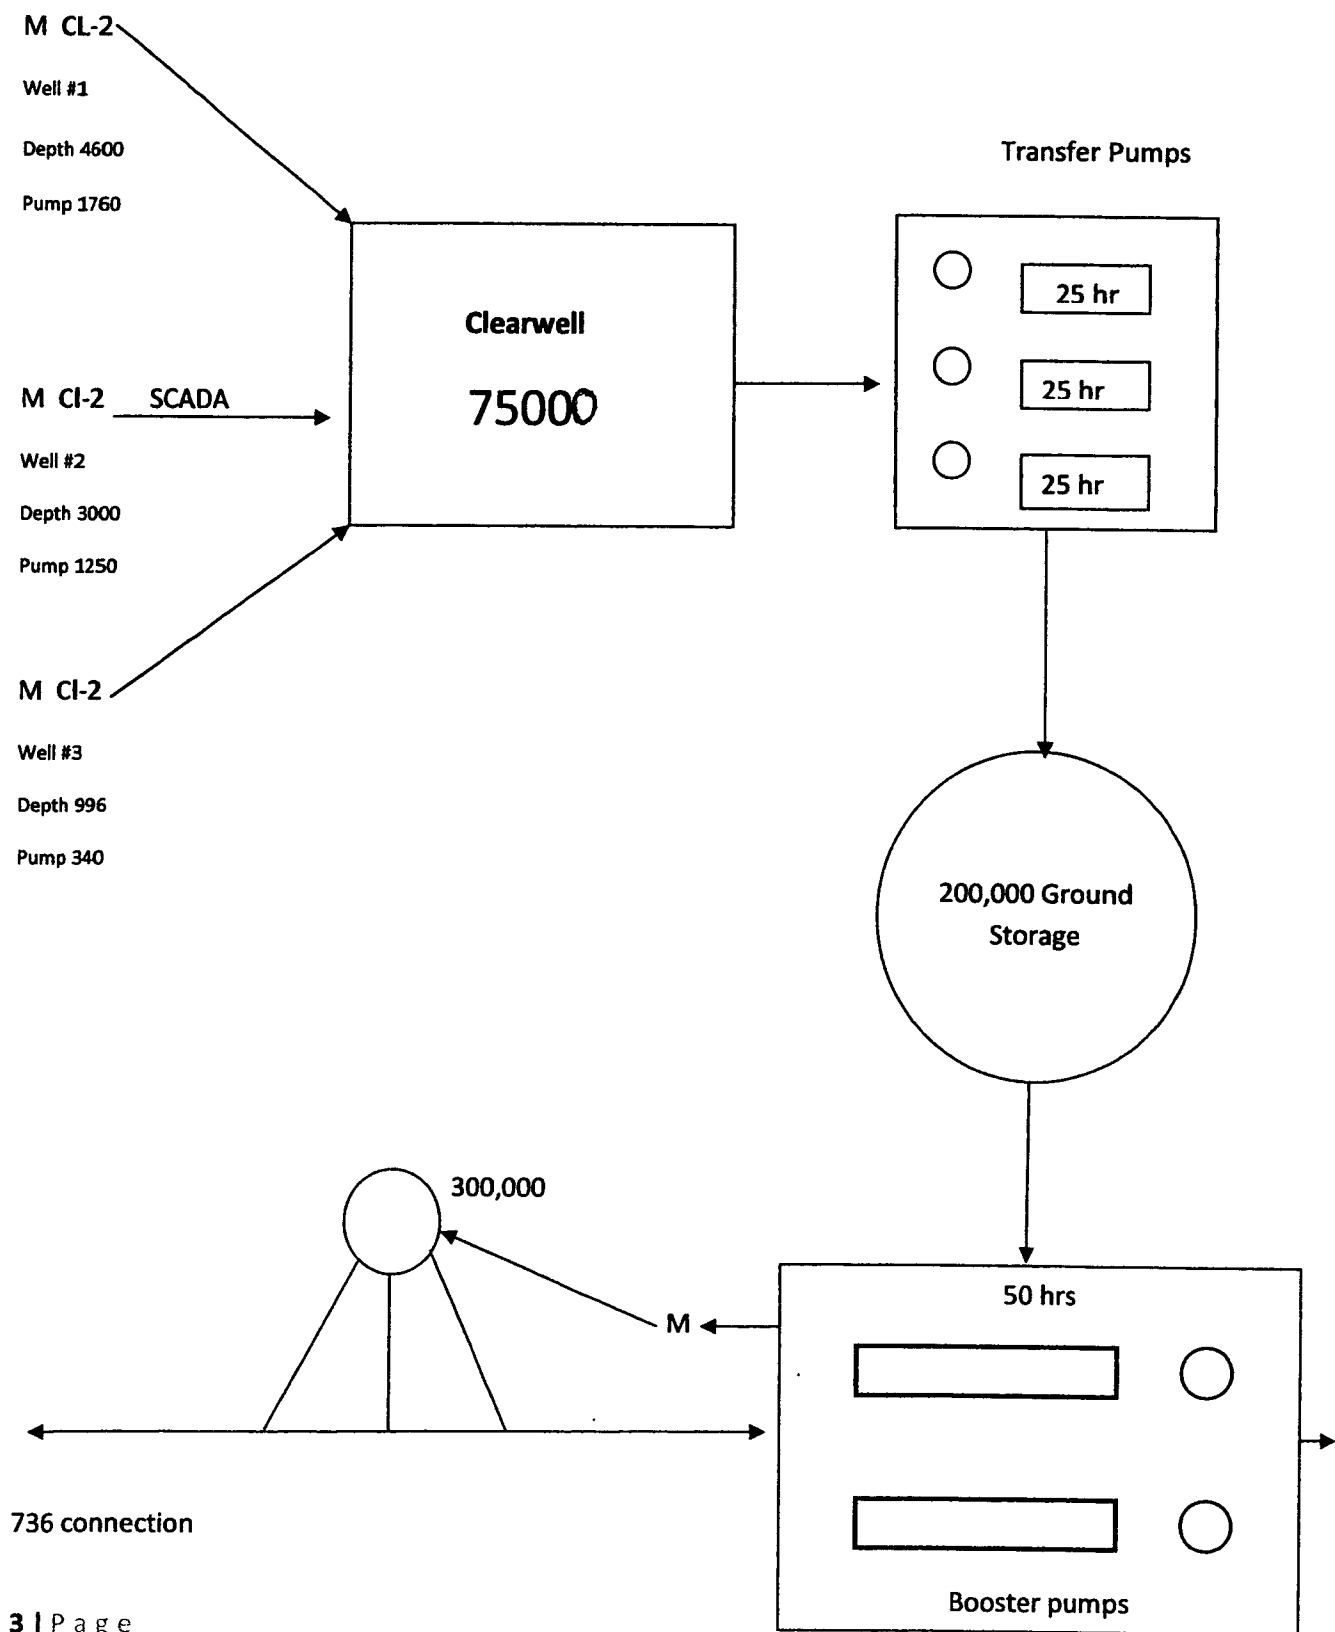 M CL-2
Well #1
Depth 4600
Pump 1760
Transfer Pumps
Clearwell
75000
25 hr
25 hr
25 hr
M Cl-2 SCADA
Well #2
Depth 3000
Pump 1250
M Cl-2
Well #3
Depth 996
Pump 340
200,000 Ground
Storage
300,000
M
50 hrs
Booster pumps
736 connection
3 | Page